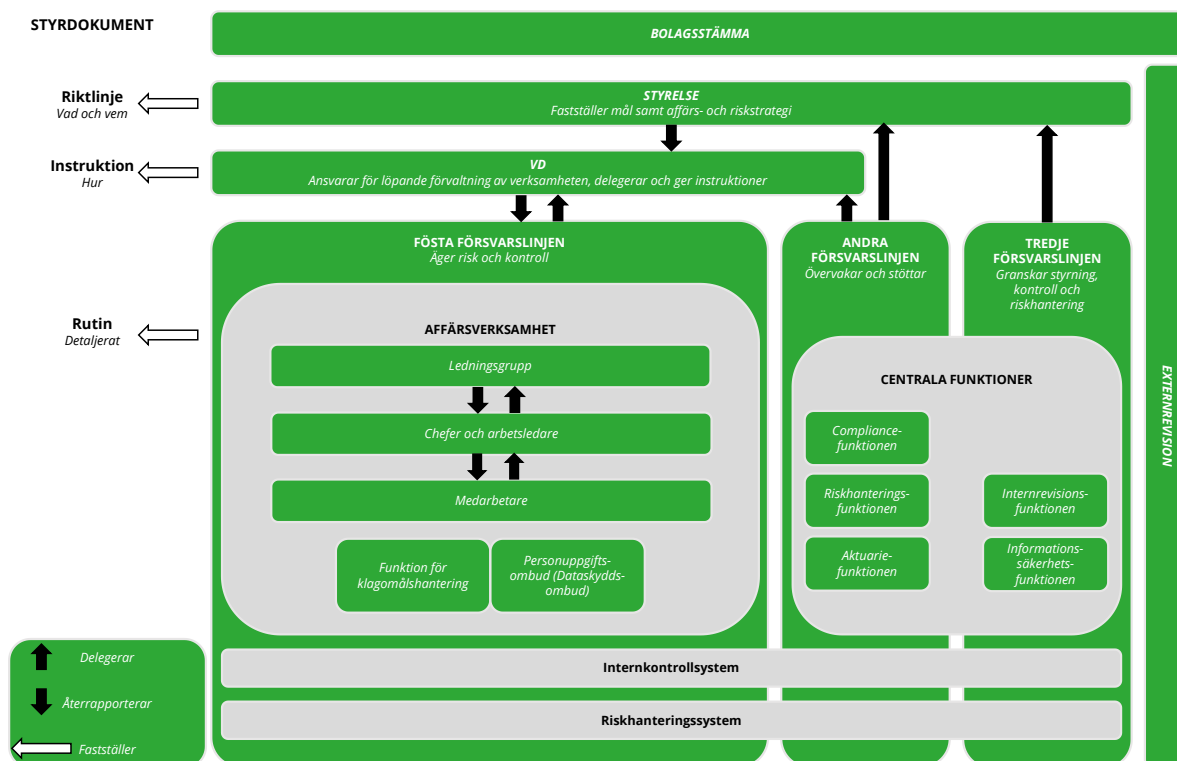 STYRDOKUMENT
BOLAGSSTÄMMA
Riktlinje
Vad och vem
STYRELSE
Fastställer mål samt affärs- och riskstrategi
Instruktion
Hur
VD
Ansvarar för löpande förvaltning av verksamheten, delegerar och ger instruktioner
FÖSTA FÖRSVARSLINJEN
Äger risk och kontroll
ANDRA
FÖRSVARSLINJEN
Övervakar och stöttar
TREDJE
FÖRSVARSLINJEN
Granskar styrning,
kontroll och
riskhantering
Rutin
Detaljerat
AFFÄRSVERKSAMHET
Ledningsgrupp
Chefer och arbetsledare
Medarbetare
Funktion för
klagomålshantering
Personuppgifts-
ombud (Dataskydds-
ombud)
CENTRALA FUNKTIONER
Compliance-
funktionen
Riskhanterings-
funktionen
Aktuarie-
funktionen
Internrevisions-
funktionen
Informations-
säkerhets-
funktionen
EXTERNREVISION
Internkontrollsystem
Riskhanteringssystem
Delegerar
Återrapporterar
Fastställer